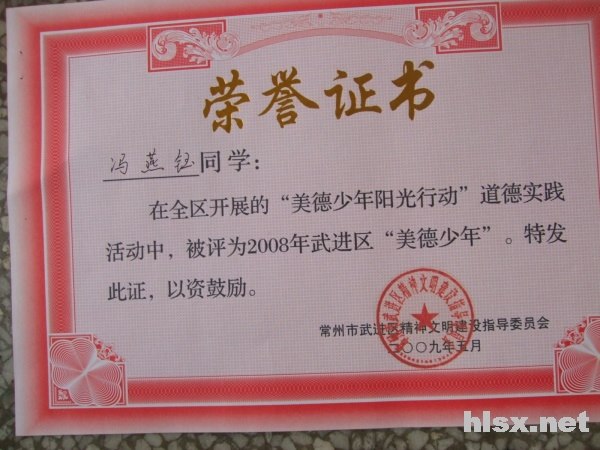 荣誉证书
冯燕钰同学：
在全区开展的“美德少年阳光行动”道德实践
活动中，被评为2008年武进区“美德少年”。特发
此证，以资鼓励。
常州市武进区精神文明建设指导委员会
二〇〇九年五月
hlsx.net